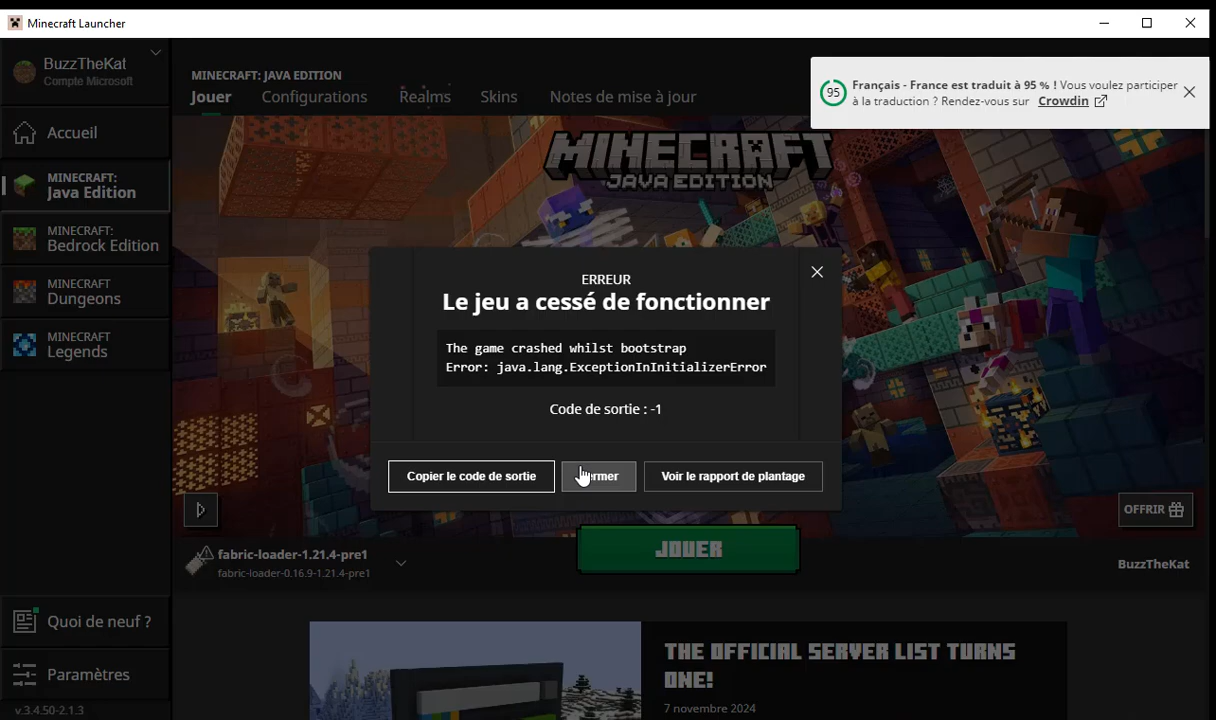 Minecraft Launcher
BuzzTheKat
Compte Microsoft
Accueil
MINECRAFT:
Java Edition
MINECRAFT:
Bedrock Edition
MINECRAFT
Dungeons
MINECRAFT
Legends
Quoi de neuf ?
Paramètres
v.3.4.50-2.1.3
MINECRAFT: JAVA EDITION
Jouer Configurations Realms Skins Notes de mise à jour
95 Français - France est traduit à 95 % ! Vous voulez participer
à la traduction ? Rendez-vous sur Crowdin
MINECRAFT
JAVA EDITION
ERREUR
Le jeu a cessé de fonctionner
The game crashed whilst bootstrap
Error: java.lang.ExceptionInInitializerError
Code de sortie : -1
Copier le code de sortie
Voir le rapport de plantage
OFFRIR
fabric-loader-1.21.4-pre1
fabric-loader-0.16.9-1.21.4-pre1
JOUER
BuzzTheKat
THE OFFICIAL SERVER LIST TURNS
ONE!
7 novembre 2024